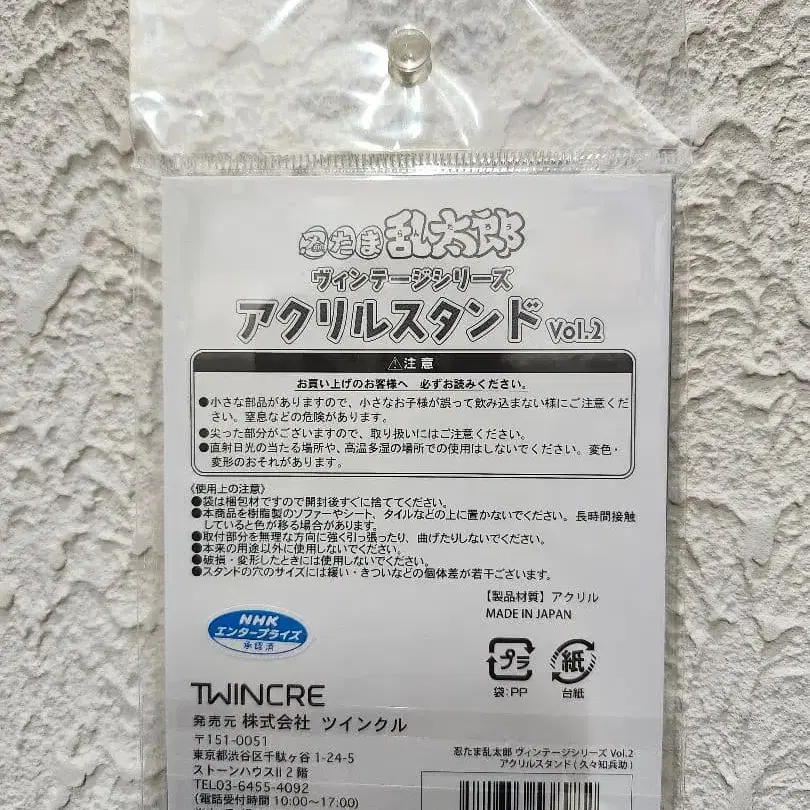 忍たま乱太郎
ヴィンテージシリーズ
アクリルスタンド Vol.2
⚠注意
お買い上げのお客様へ 必ずお読みください。
●小さな部品がありますので、小さなお子様が誤って飲み込まない様にご注意くだ
さい。窒息などの危険があります。
●尖った部分がございますので、取り扱いにはご注意ください。
●直射日光の当たる場所や、高温多湿の場所での使用はしないでください。変色・
変形のおそれがあります。
《使用上の注意》
●袋は梱包材ですので開封後すぐに捨ててください。
●本商品を樹脂製のソファーやシート、タイルなどの上に置かないでください。長時間接触
していると色が移る場合があります。
●取付部分を無理な方向に強く引っ張ったり、曲げたりしないでください。
●本来の用途以外に使用しないでください。
●破損・変形したときには使用しないでください。
●スタンドの穴のサイズには緩い・きついなどの個体差が若干ございます。
【製品材質】アクリル
MADE IN JAPAN
NHK
エンタープライズ
承認済
プラ
袋:PP
紙
台紙
TWINCRE
発売元 株式会社 ツインクル
〒151-0051
東京都渋谷区千駄ヶ谷 1-24-5
ストーンハウスⅡ2階
TEL03-6455-4092
(電話受付時間 10:00～17:00)
忍たま乱太郎 ヴィンテージシリーズ Vol.2
アクリルスタンド(久々知兵助)